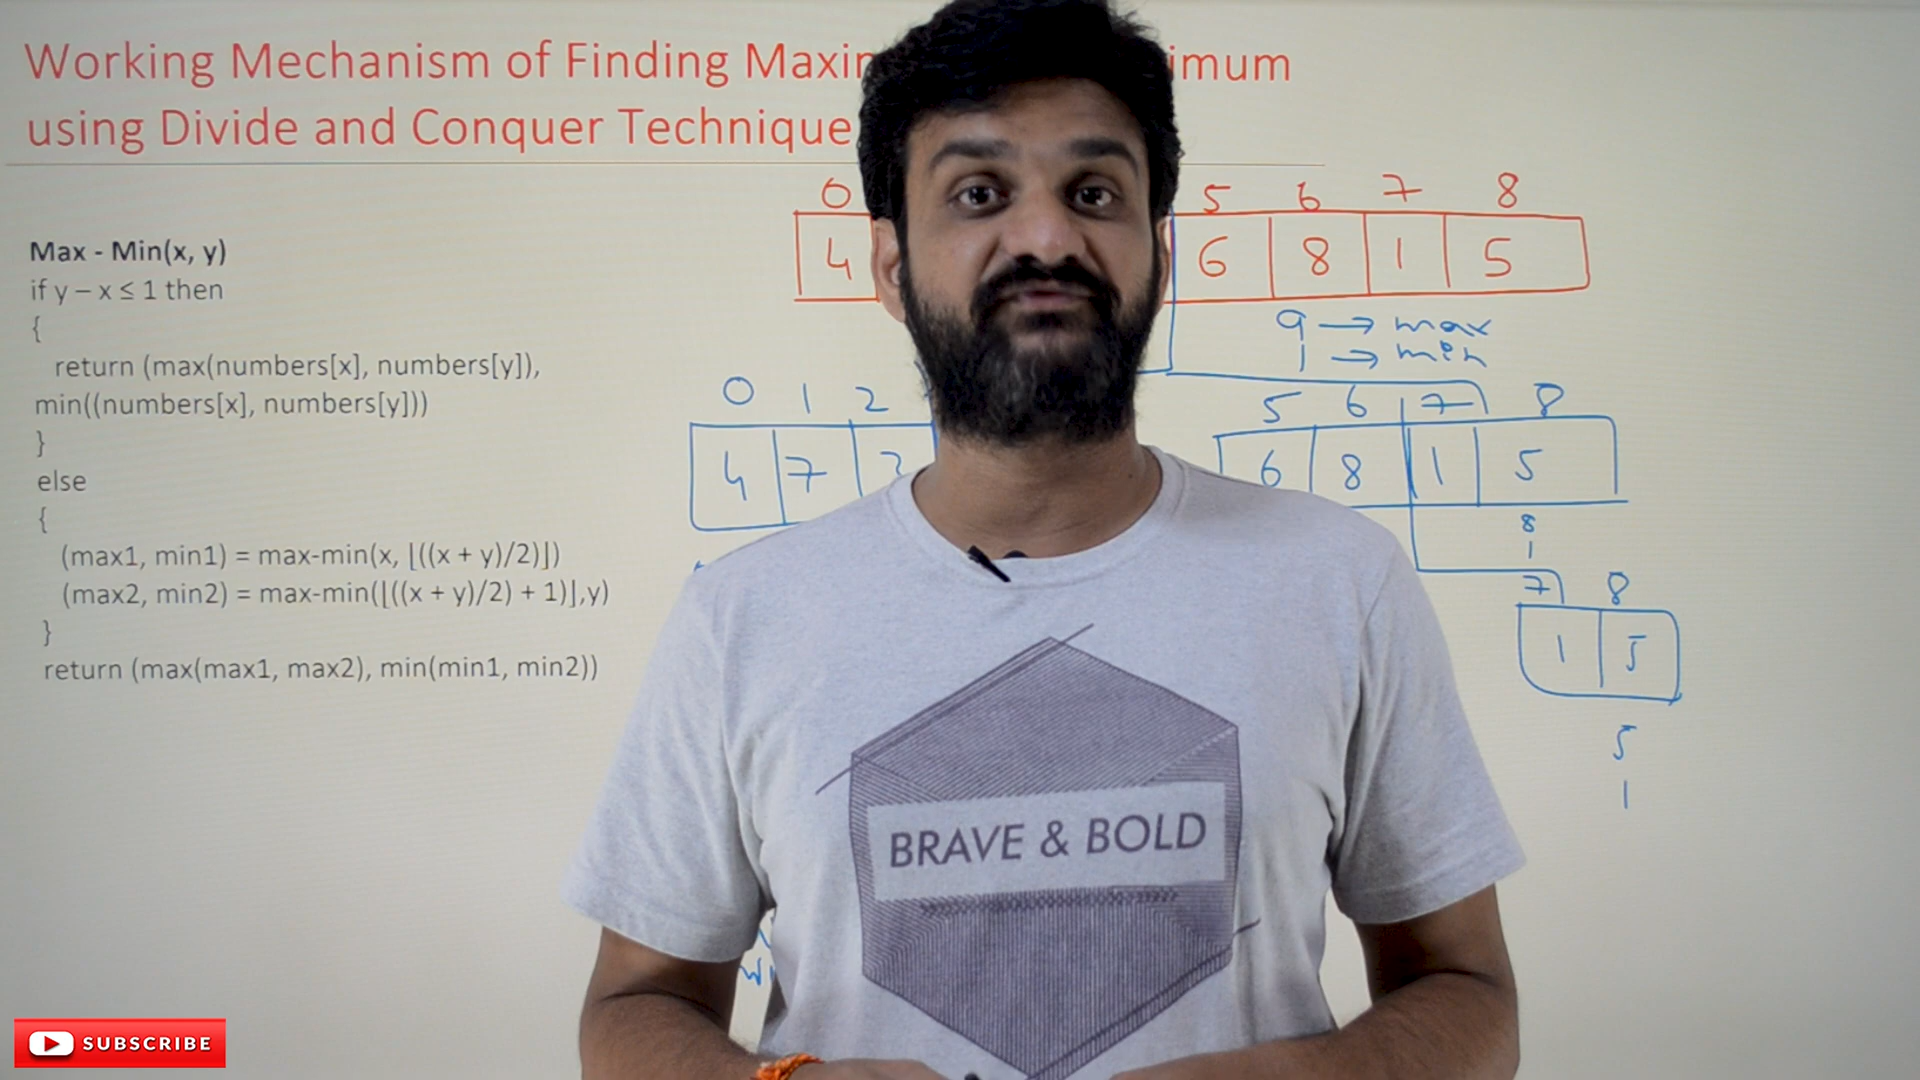 Working Mechanism of Finding imum
using Divide and Conquer Technique
Max - Min(x, y)
if y – x ≤ 1 then
{
return (max(numbers[x], numbers[y]),
min((numbers[x], numbers[y]))
}
else
{
(max1, min1) = max-min(x, ⌊((x + y)/2)⌋)
(max2, min2) = max-min(⌊((x + y)/2) + 1)⌋,y)
}
return (max(max1, max2), min(min1, min2))
0 5 6 7 8
4 6 8 1 5
9 → max
1 → min
0 1 2
4 7
5 6 7 8
6 8 1 5
8
1
7 8
1 5
5
1
BRAVE & BOLD
SUBSCRIBE